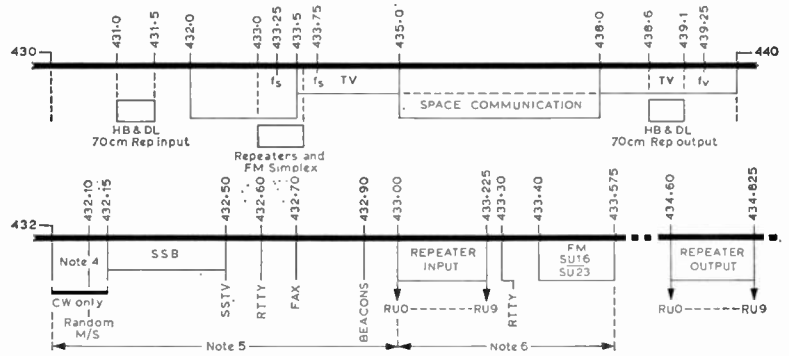 430 431·0 431·5 432·0 433·0 433·25 433·5 433·75 435·0 438·0 438·6 439·1 439·25 440
fs fs TV TV fv
SPACE COMMUNICATION
HB & DL
70cm Rep input
Repeaters and
FM Simplex
HB & DL
70cm Rep output
432 432·10 432·15 432·50 432·60 432·70 432·90 433·00 433·225 433·30 433·40 433·575 434·60 434·825
Note 4
SSB
CW only
Random
M/S
SSTV
RTTY
FAX
BEACONS
REPEATER
INPUT
RU0 RU9
RTTY
FM
SU16
SU23
REPEATER
OUTPUT
RU0 RU9
Note 5 Note 6